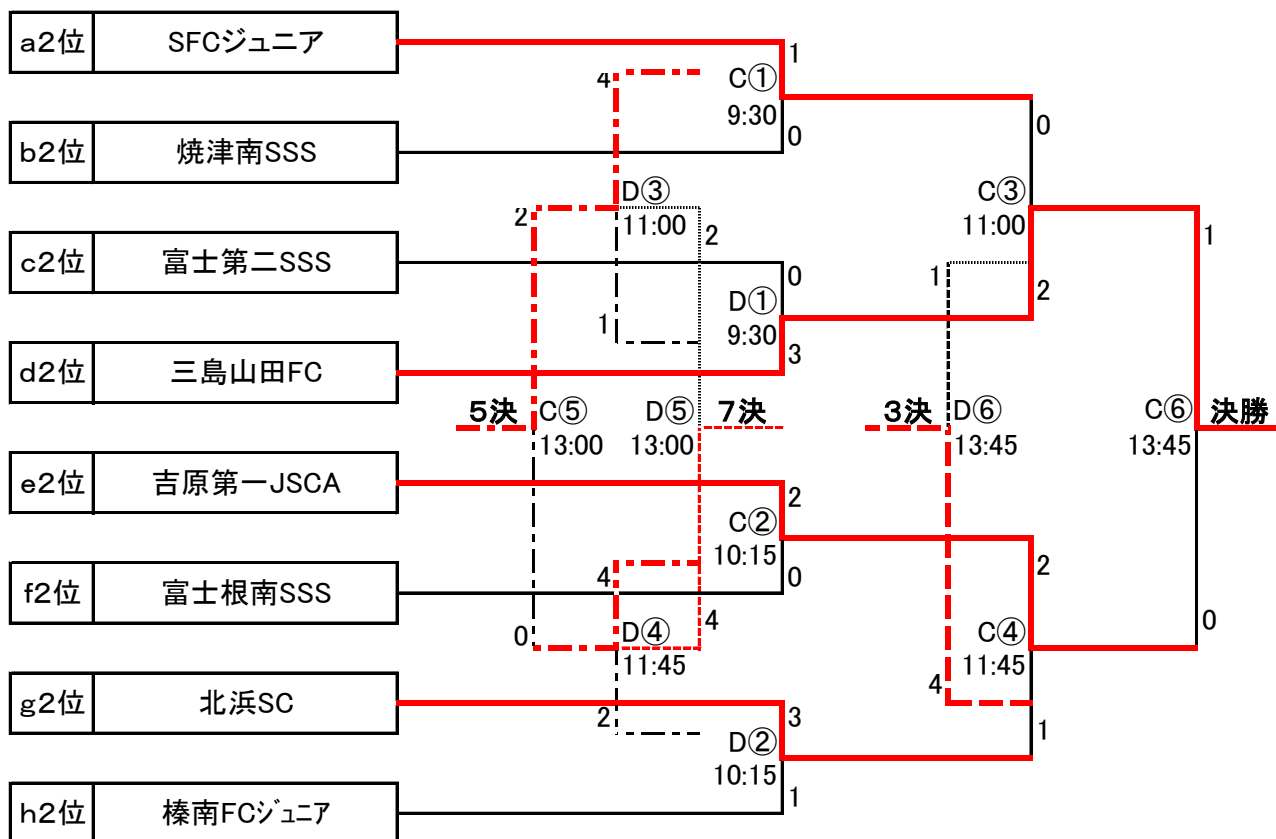 a2位 SFCジュニア
1
4
C①
9:30
0
0
b2位 焼津南SSS
D③
11:00
2
2
C③
11:00
1
c2位 富士第二SSS
0
1
2
D①
9:30
1
3
d2位 三島山田FC
5決 C⑤
13:00
D⑤ 7決
13:00
3決 D⑥
13:45
C⑥ 決勝
13:45
e2位 吉原第一JSCA
2
C②
10:15
2
4
0
f2位 富士根南SSS
0
D④
11:45
4
C④
11:45
0
4
g2位 北浜SC
2
3
D②
10:15
1
1
h2位 榛南FCジュニア